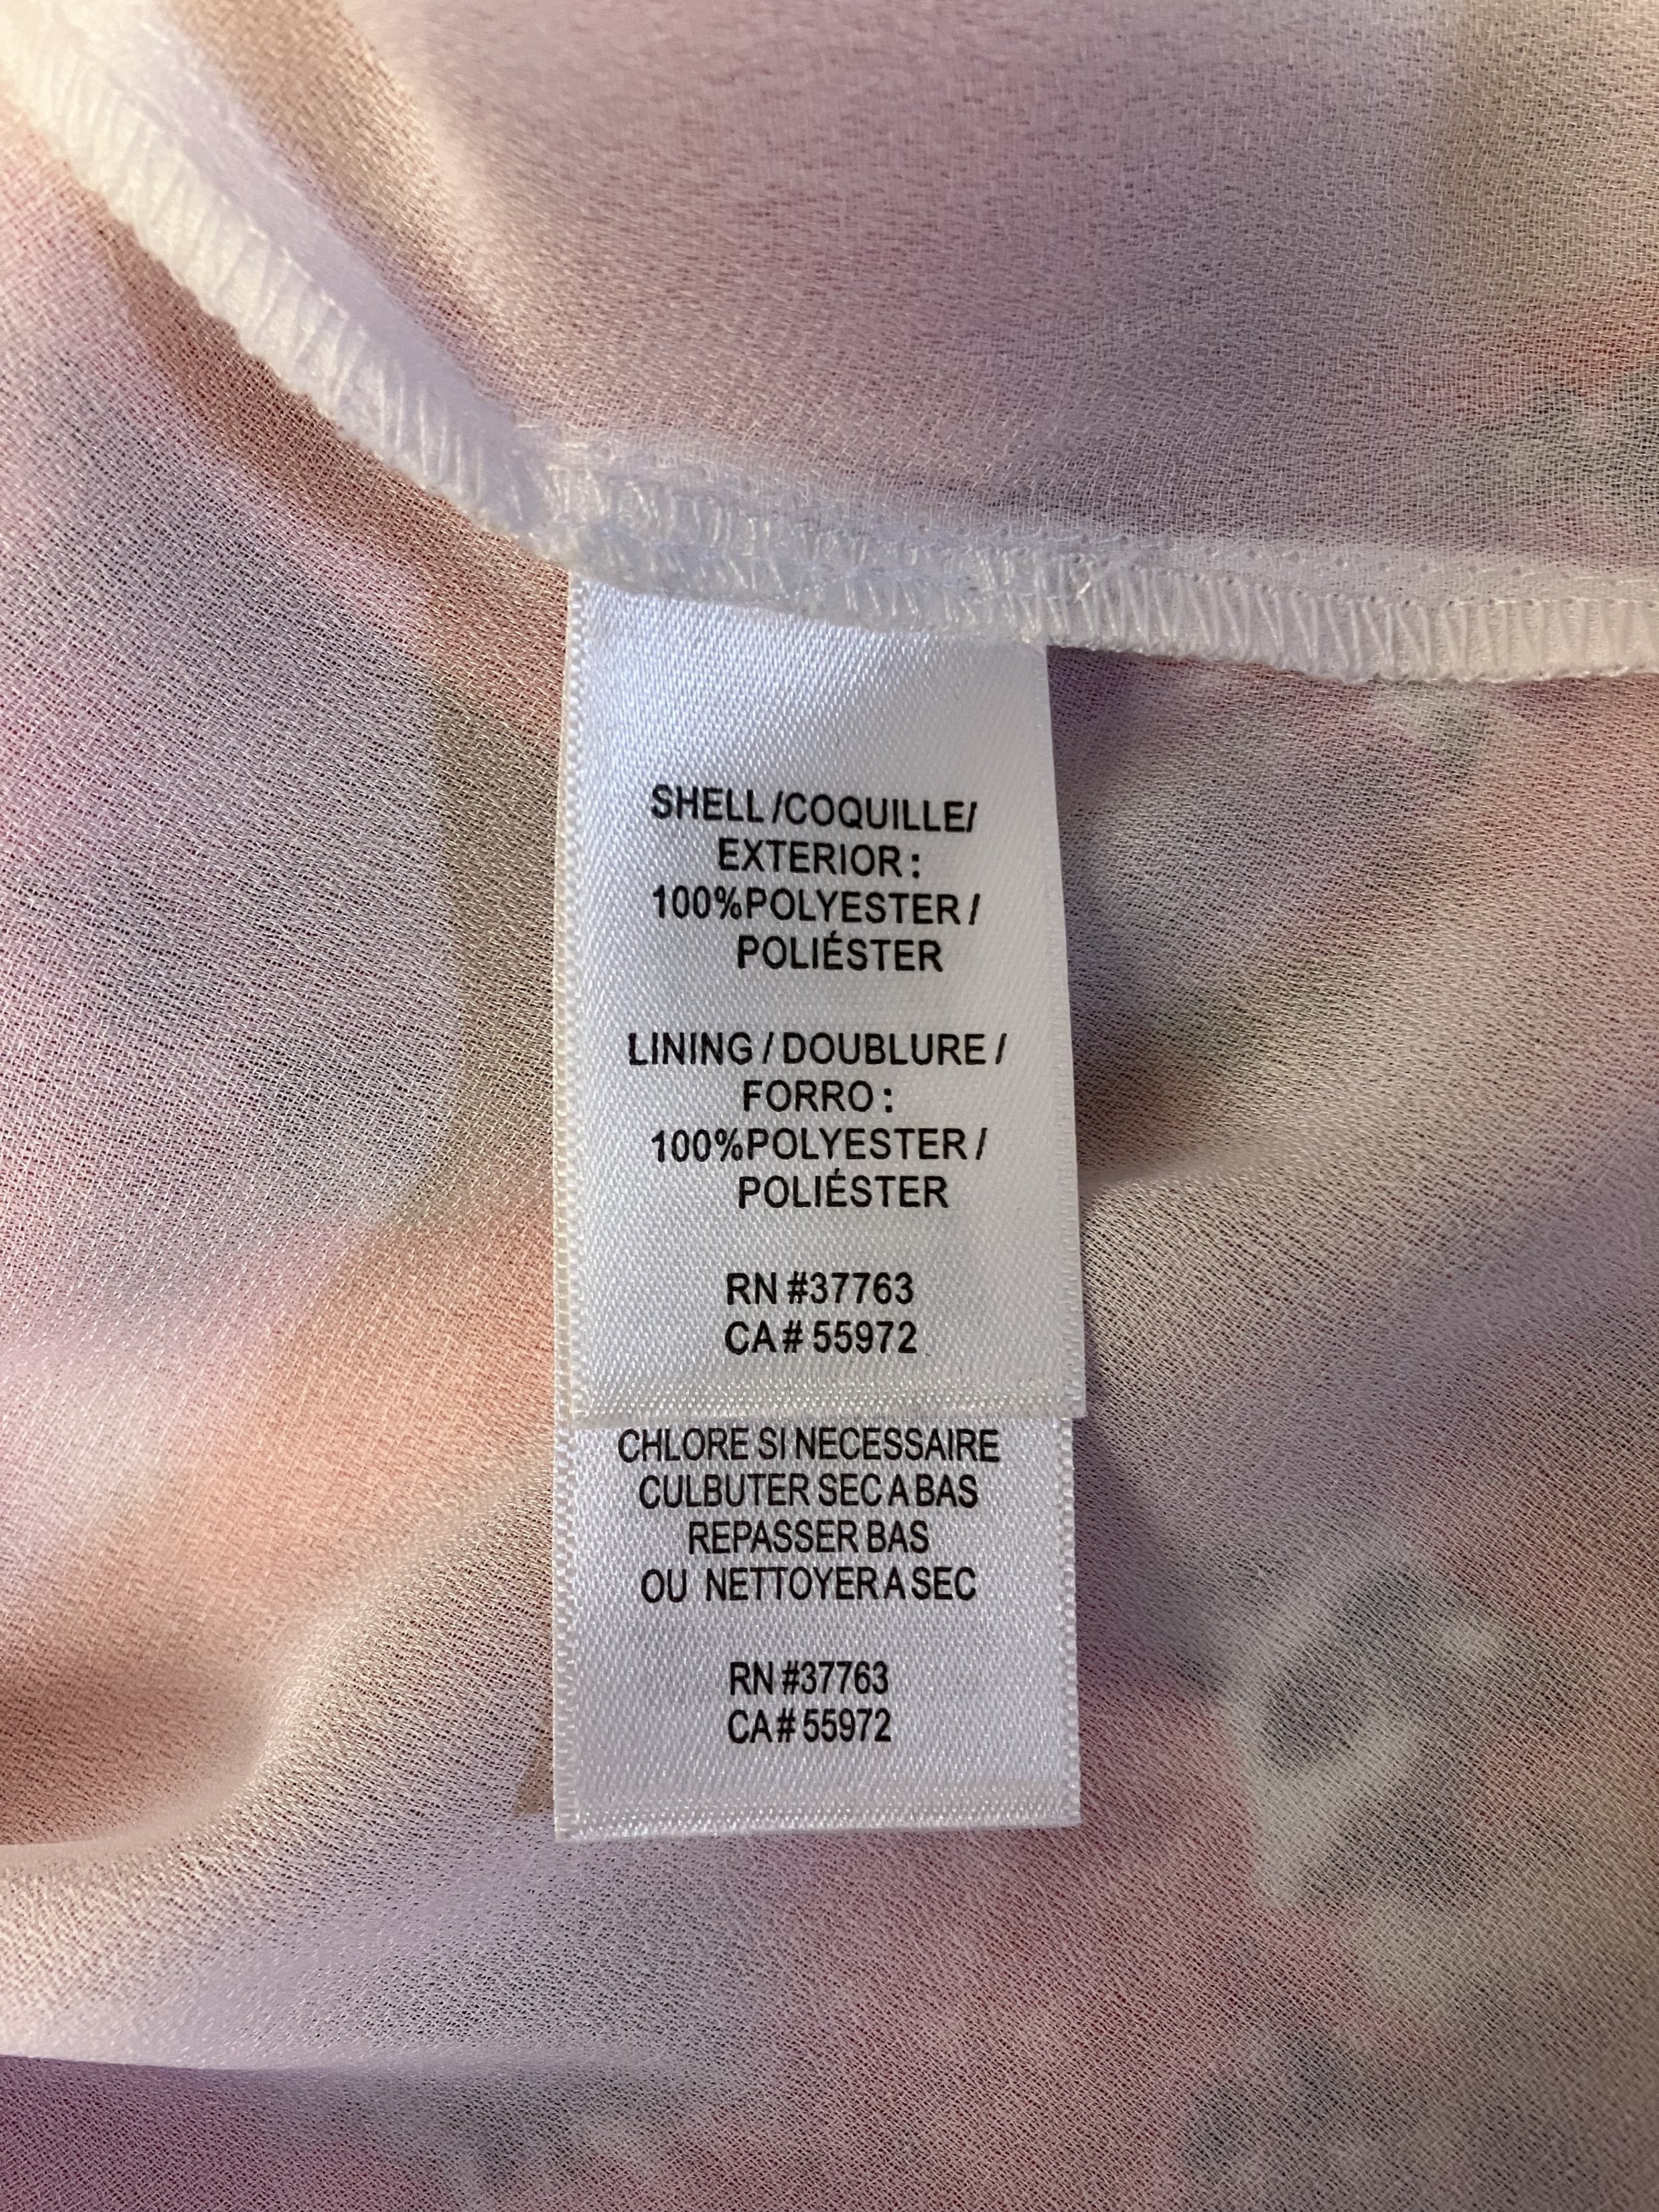 SHELL/COQUILLE/
EXTERIOR:
100%POLYESTER/
POLIÉSTER
LINING/DOUBLURE/
FORRO:
100%POLYESTER/
POLIÉSTER
RN #37763
CA# 55972
CHLORE SI NECESSAIRE
CULBUTER SEC A BAS
REPASSER BAS
OU NETTOYER A SEC
RN #37763
CA# 55972